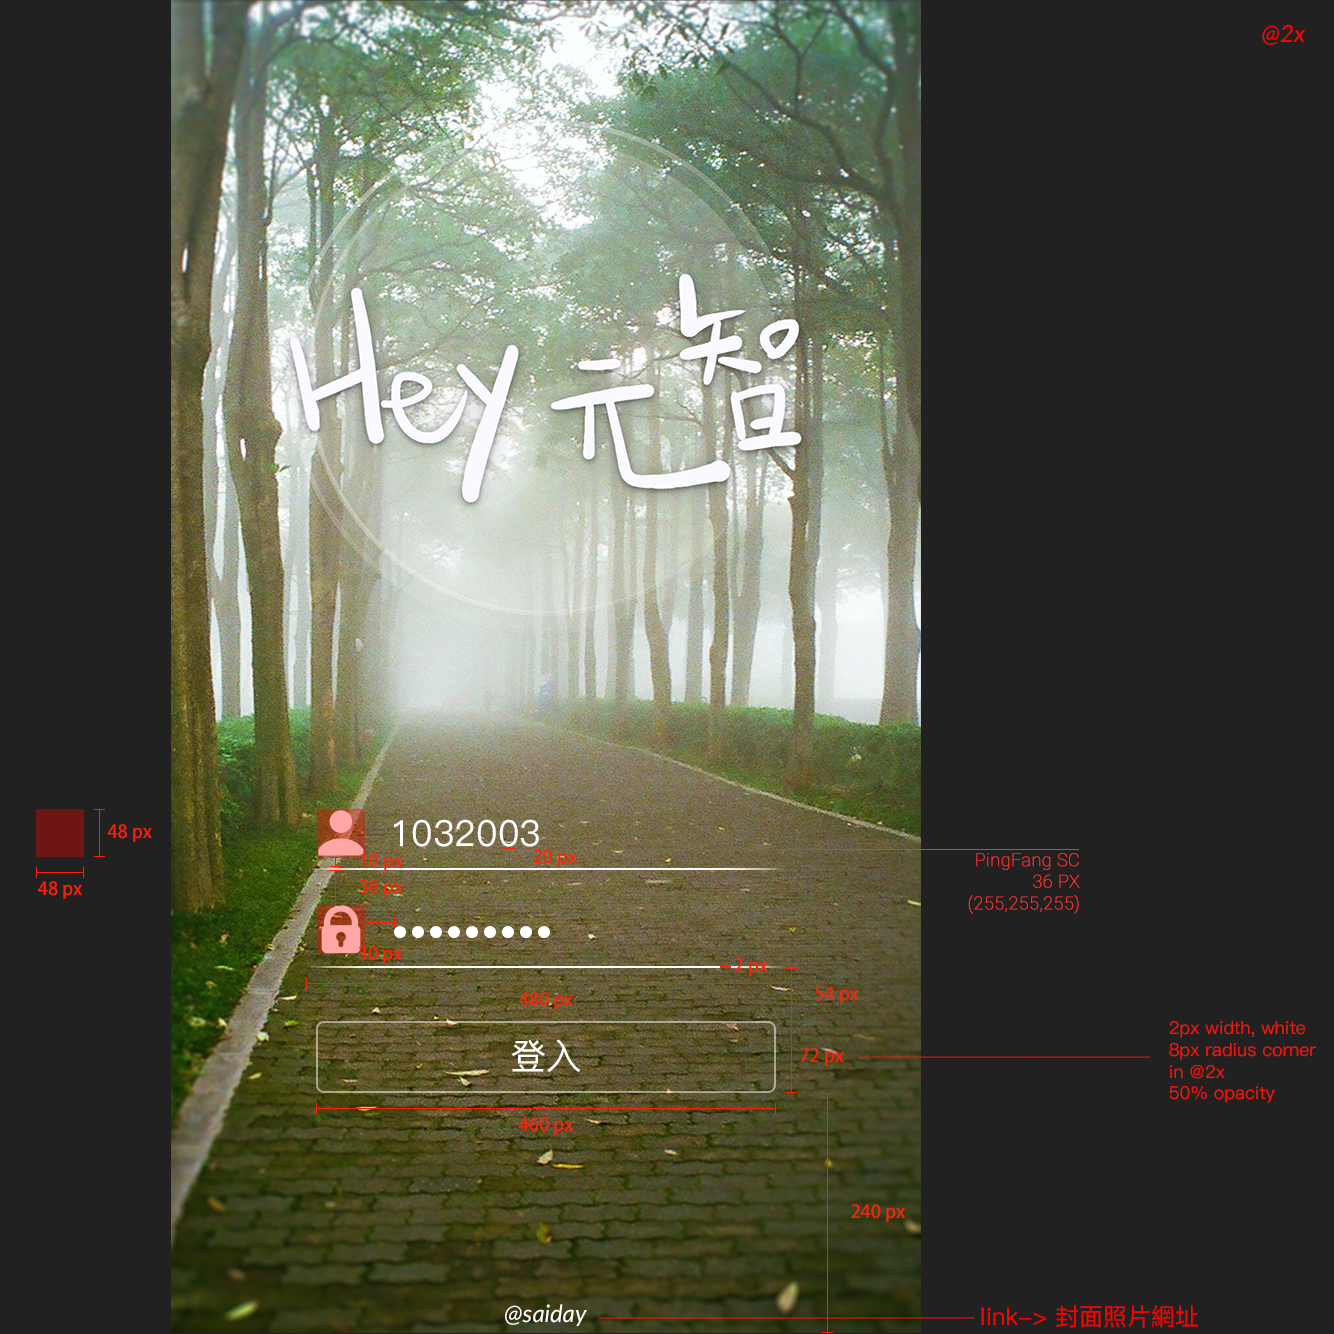 @2x
Hey 元智
48 px
48 px
1032003
10 px
20 px
PingFang SC
36 PX
(255,255,255)
36 px
30 px
2 px
54 px
480 px
登入
72 px
2px width, white
8px radius corner
in @2x
50% opacity
460 px
240 px
@saiday
link-> 封面照片網址